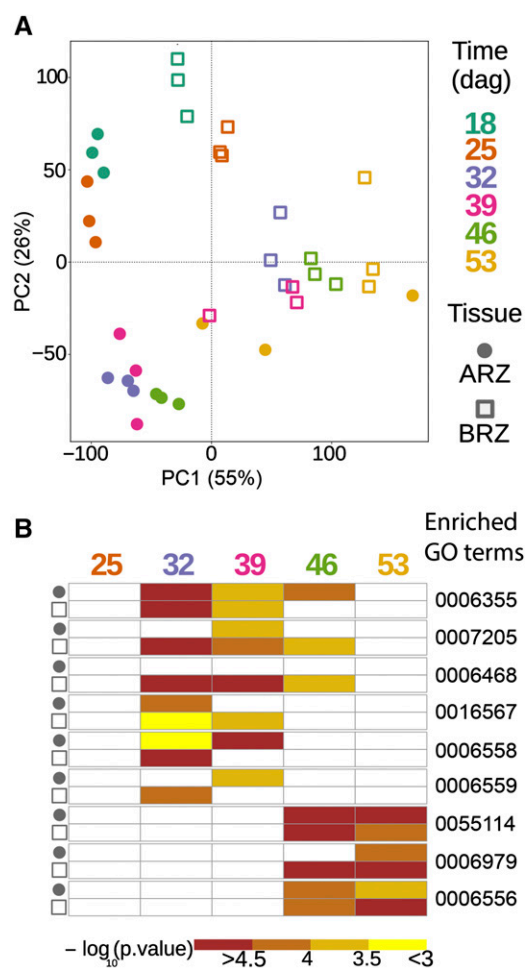 A
Time
(dag)
18
25
32
39
46
53
Tissue
ARZ
BRZ
100
50
0
−50
PC2 (26%)
−100 0 100
PC1 (55%)
B
Enriched
GO terms
25 32 39 46 53
0006355
0007205
0006468
0016567
0006558
0006559
0055114
0006979
0006556
− log10(p.value)
>4.5 4 3.5 <3